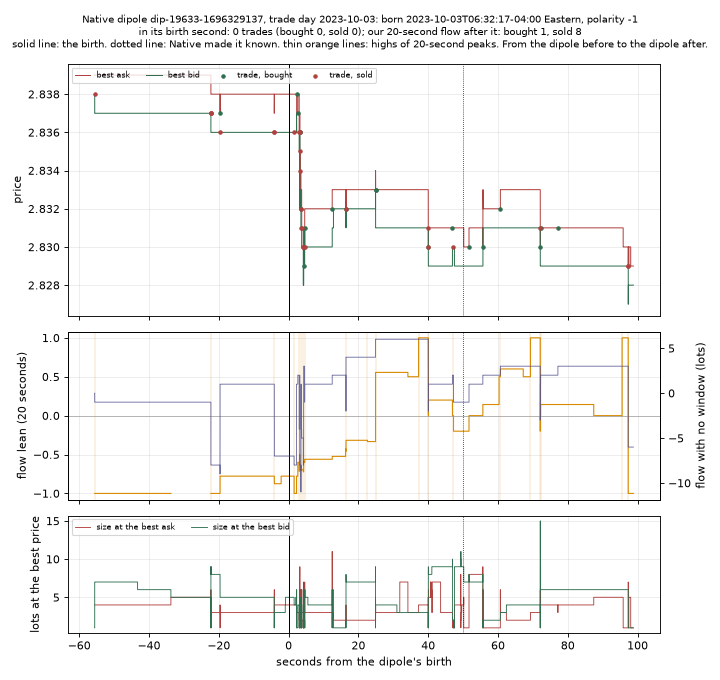 Native dipole dip-19633-1696329137, trade day 2023-10-03: born 2023-10-03T06:32:17-04:00 Eastern, polarity -1
in its birth second: 0 trades (bought 0, sold 0); our 20-second flow after it: bought 1, sold 8
solid line: the birth. dotted line: Native made it known. thin orange lines: highs of 20-second peaks. From the dipole before to the dipole after.
best ask
best bid
trade, bought
trade, sold
2.838
2.836
2.834
2.832
2.830
2.828
price
1.0
0.5
0.0
−0.5
−1.0
flow lean (20 seconds)
5
0
−5
−10
flow with no window (lots)
size at the best ask
size at the best bid
15
10
5
lots at the best price
−60
−40
−20
0
20
40
60
80
100
seconds from the dipole's birth